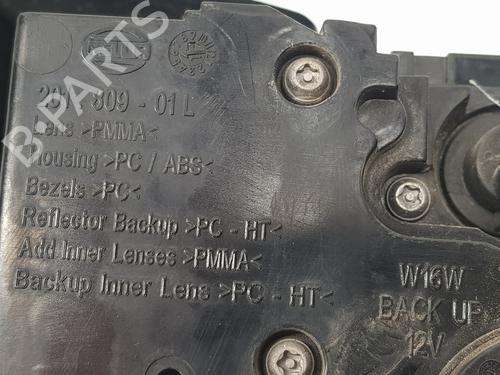 HELLA
809 - 01 L
Lens >PMMA<
Housing >PC / ABS<
Bezels >PC<
Reflector Backup >PC - HT<
Add Inner Lenses >PMMA<
Backup Inner Lens >PC - HT<
W16W
BACK UP
12V
B-PARTS